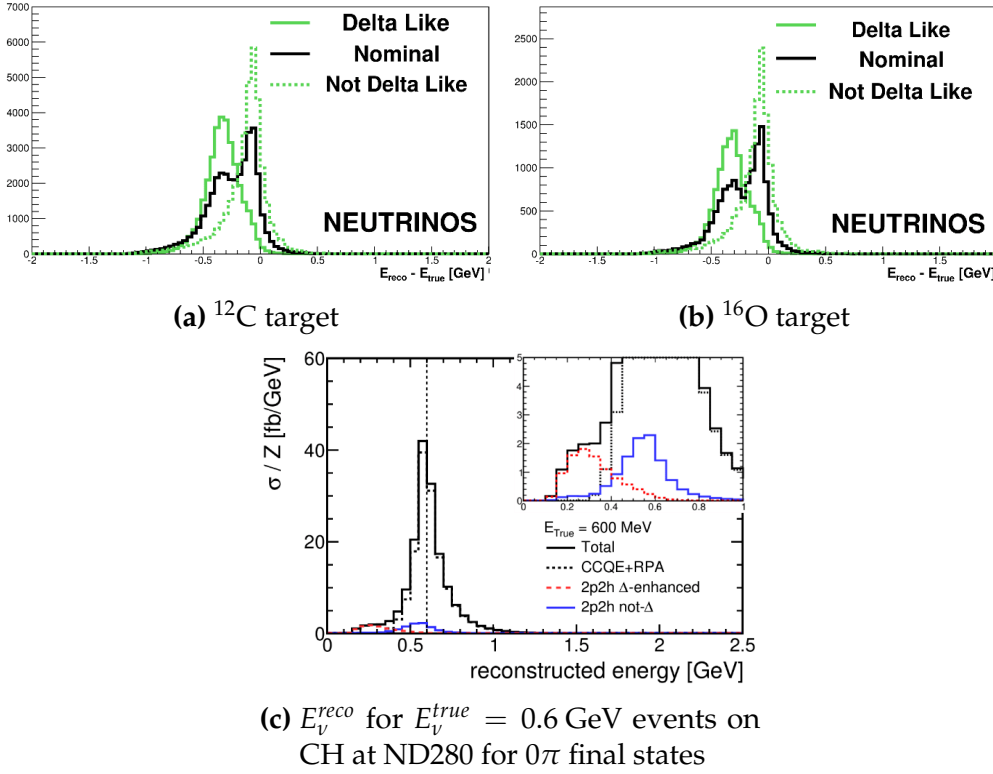 7000
6000
5000
4000
3000
2000
1000
0
Delta Like
Nominal
Not Delta Like
NEUTRINOS
-2 -1.5 -1 -0.5 0 0.5 1 1.5 2
E_reco - E_true [GeV]
(a) ¹²C target
2500
2000
1500
1000
500
0
Delta Like
Nominal
Not Delta Like
NEUTRINOS
-2 -1.5 -1 -0.5 0 0.5 1 1.5
E_reco - E_true [GeV]
(b) ¹⁶O target
σ / Z [fb/GeV]
60
40
20
0
5
4
3
2
1
0
0 0.2 0.4 0.6 0.8 1
E_True = 600 MeV
Total
CCQE+RPA
2p2h Δ-enhanced
2p2h not-Δ
0 0.5 1 1.5 2 2.5
reconstructed energy [GeV]
(c) E_ν^reco for E_ν^true = 0.6 GeV events on
CH at ND280 for 0π final states